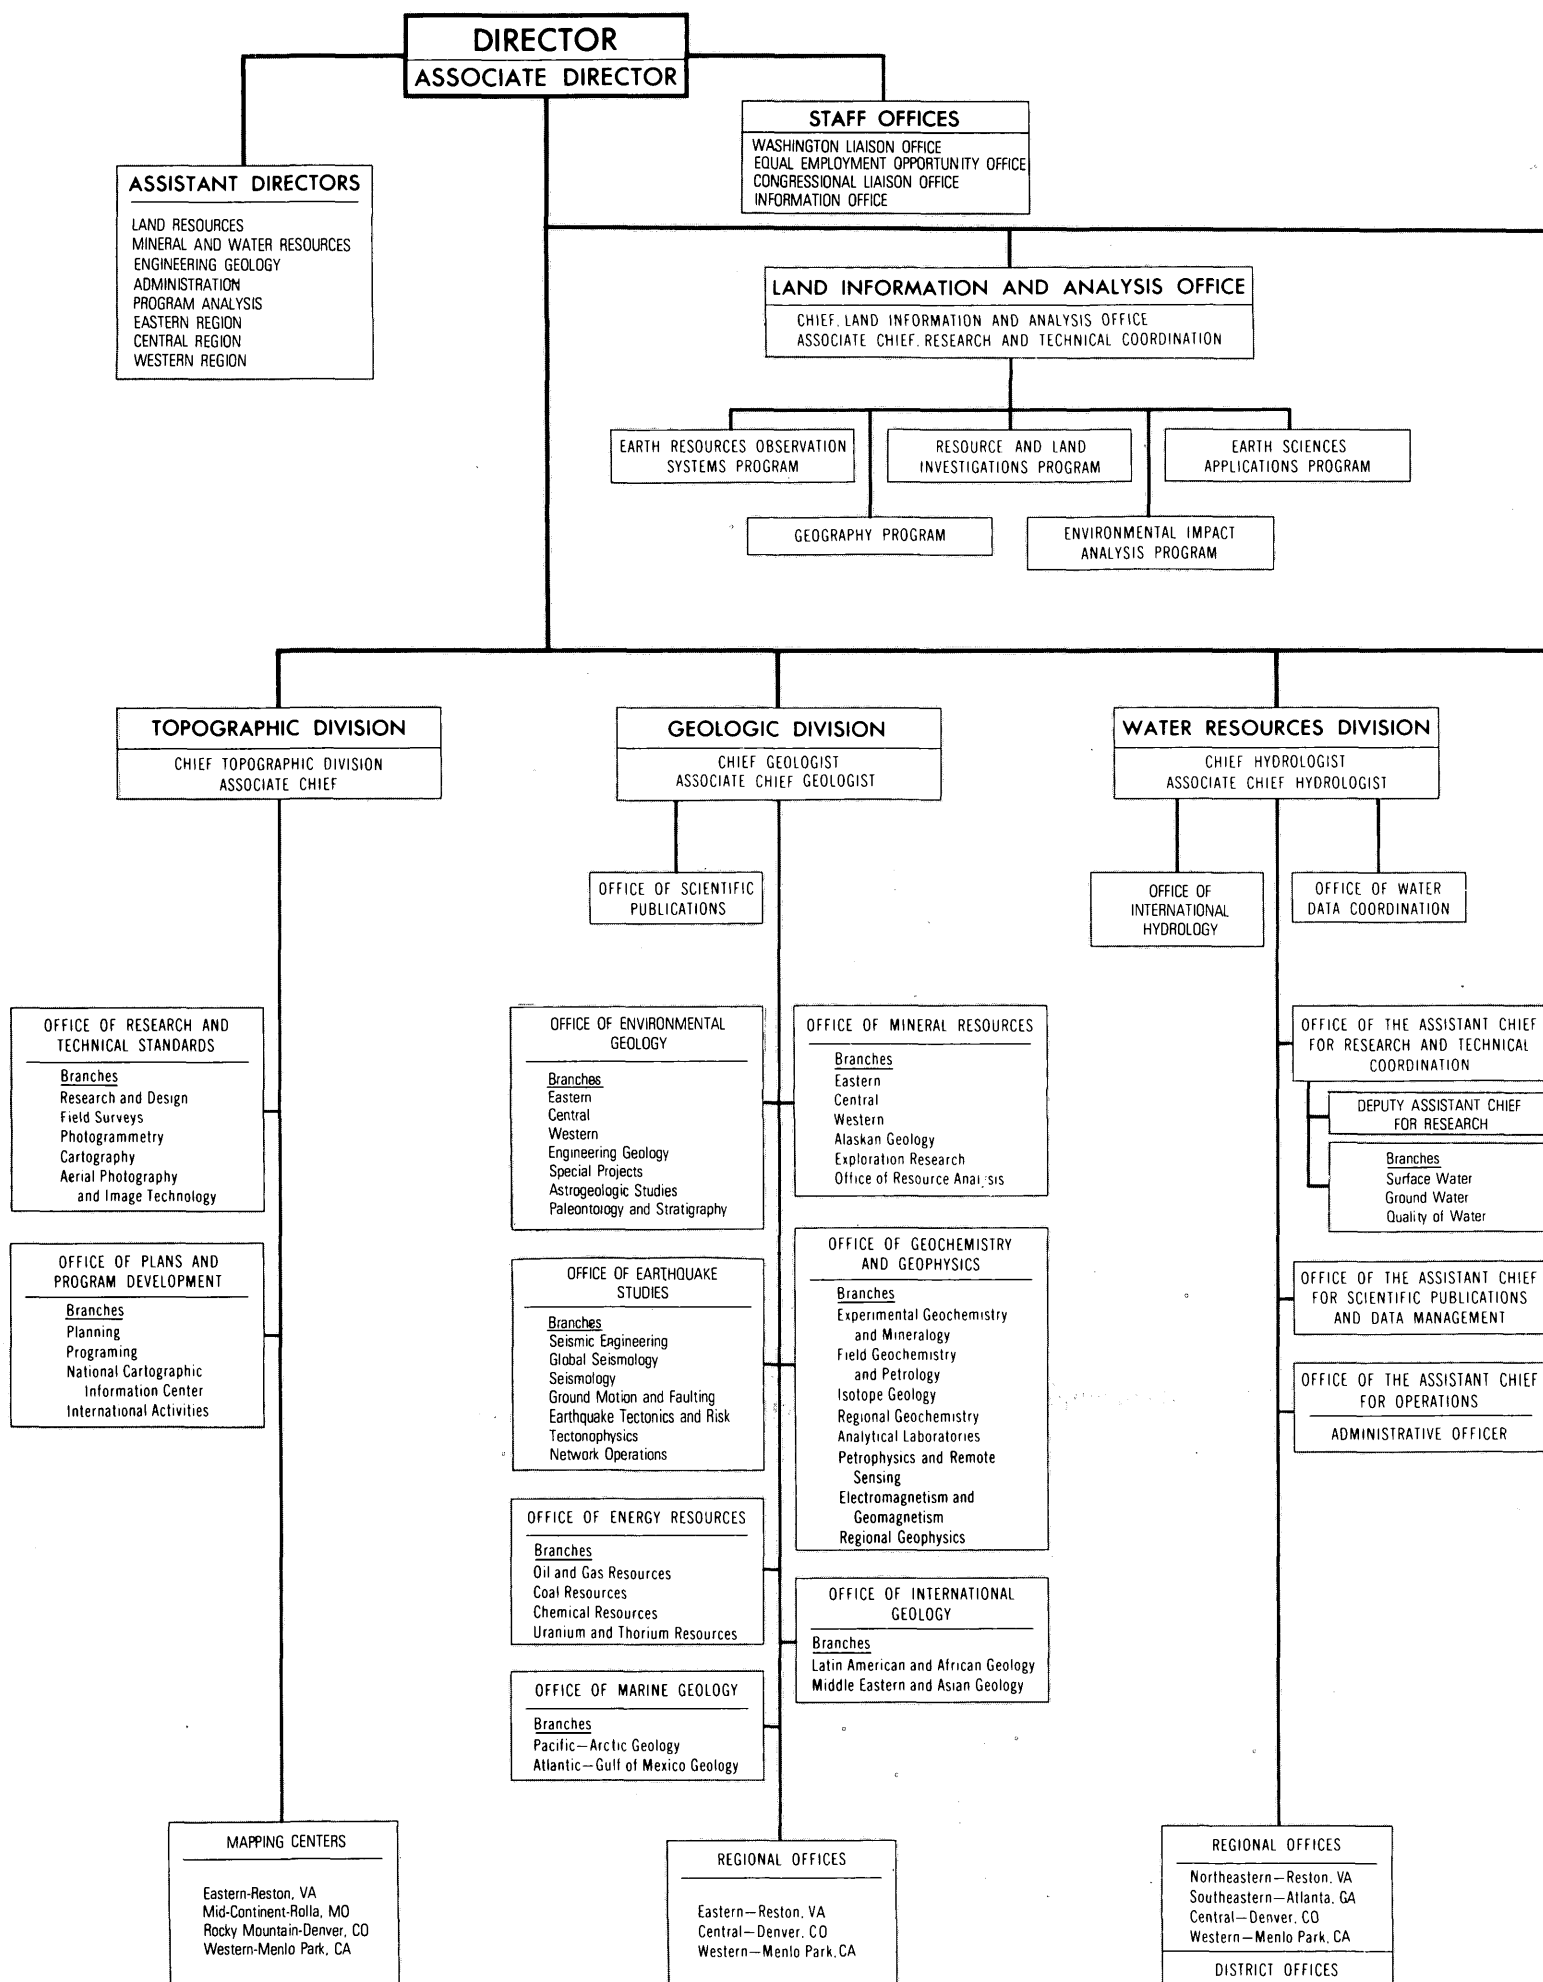 DIRECTOR
ASSOCIATE DIRECTOR
STAFF OFFICES
WASHINGTON LIAISON OFFICE
EQUAL EMPLOYMENT OPPORTUNITY OFFICE
CONGRESSIONAL LIAISON OFFICE
INFORMATION OFFICE
ASSISTANT DIRECTORS
LAND RESOURCES
MINERAL AND WATER RESOURCES
ENGINEERING GEOLOGY
ADMINISTRATION
PROGRAM ANALYSIS
EASTERN REGION
CENTRAL REGION
WESTERN REGION
LAND INFORMATION AND ANALYSIS OFFICE
CHIEF, LAND INFORMATION AND ANALYSIS OFFICE
ASSOCIATE CHIEF, RESEARCH AND TECHNICAL COORDINATION
EARTH RESOURCES OBSERVATION
SYSTEMS PROGRAM
RESOURCE AND LAND
INVESTIGATIONS PROGRAM
EARTH SCIENCES
APPLICATIONS PROGRAM
GEOGRAPHY PROGRAM
ENVIRONMENTAL IMPACT
ANALYSIS PROGRAM
TOPOGRAPHIC DIVISION
CHIEF TOPOGRAPHIC DIVISION
ASSOCIATE CHIEF
OFFICE OF RESEARCH AND
TECHNICAL STANDARDS
Branches
Research and Design
Field Surveys
Photogrammetry
Cartography
Aerial Photography
and Image Technology
OFFICE OF PLANS AND
PROGRAM DEVELOPMENT
Branches
Planning
Programing
National Cartographic
Information Center
International Activities
MAPPING CENTERS
Eastern-Reston, VA
Mid-Continent-Rolla, MO
Rocky Mountain-Denver, CO
Western-Menlo Park, CA
GEOLOGIC DIVISION
CHIEF GEOLOGIST
ASSOCIATE CHIEF GEOLOGIST
OFFICE OF SCIENTIFIC
PUBLICATIONS
OFFICE OF ENVIRONMENTAL
GEOLOGY
Branches
Eastern
Central
Western
Engineering Geology
Special Projects
Astrogeologic Studies
Paleontology and Stratigraphy
OFFICE OF EARTHQUAKE
STUDIES
Branches
Seismic Engineering
Global Seismology
Seismology
Ground Motion and Faulting
Earthquake Tectonics and Risk
Tectonophysics
Network Operations
OFFICE OF ENERGY RESOURCES
Branches
Oil and Gas Resources
Coal Resources
Chemical Resources
Uranium and Thorium Resources
OFFICE OF MARINE GEOLOGY
Branches
Pacific—Arctic Geology
Atlantic—Gulf of Mexico Geology
OFFICE OF MINERAL RESOURCES
Branches
Eastern
Central
Western
Alaskan Geology
Exploration Research
Office of Resource Analysis
OFFICE OF GEOCHEMISTRY
AND GEOPHYSICS
Branches
Experimental Geochemistry
and Mineralogy
Field Geochemistry
and Petrology
Isotope Geology
Regional Geochemistry
Analytical Laboratories
Petrophysics and Remote
Sensing
Electromagnetism and
Geomagnetism
Regional Geophysics
OFFICE OF INTERNATIONAL
GEOLOGY
Branches
Latin American and African Geology
Middle Eastern and Asian Geology
REGIONAL OFFICES
Eastern—Reston, VA
Central—Denver, CO
Western—Menlo Park, CA
WATER RESOURCES DIVISION
CHIEF HYDROLOGIST
ASSOCIATE CHIEF HYDROLOGIST
OFFICE OF
INTERNATIONAL
HYDROLOGY
OFFICE OF WATER
DATA COORDINATION
OFFICE OF THE ASSISTANT CHIEF
FOR RESEARCH AND TECHNICAL
COORDINATION
DEPUTY ASSISTANT CHIEF
FOR RESEARCH
Branches
Surface Water
Ground Water
Quality of Water
OFFICE OF THE ASSISTANT CHIEF
FOR SCIENTIFIC PUBLICATIONS
AND DATA MANAGEMENT
OFFICE OF THE ASSISTANT CHIEF
FOR OPERATIONS
ADMINISTRATIVE OFFICER
REGIONAL OFFICES
Northeastern—Reston, VA
Southeastern—Atlanta, GA
Central—Denver, CO
Western—Menlo Park, CA
DISTRICT OFFICES